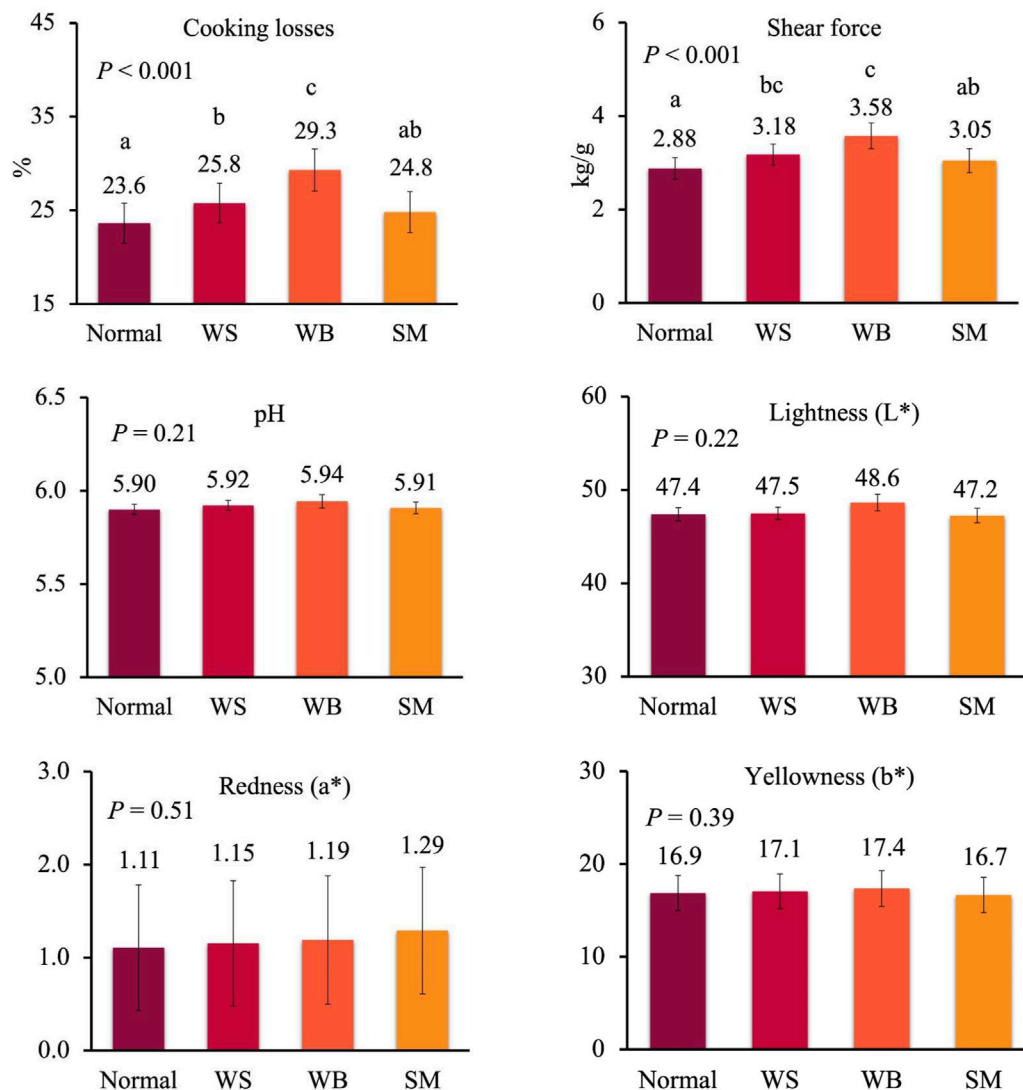 Cooking losses
P < 0.001
%
45
35
25
15
a
b
c
ab
23.6
25.8
29.3
24.8
Normal
WS
WB
SM
Shear force
P < 0.001
kg/g
6
4
2
0
a
bc
c
ab
2.88
3.18
3.58
3.05
Normal
WS
WB
SM
pH
P = 0.21
6.5
6.0
5.5
5.0
5.90
5.92
5.94
5.91
Normal
WS
WB
SM
Lightness (L*)
P = 0.22
60
50
40
30
47.4
47.5
48.6
47.2
Normal
WS
WB
SM
Redness (a*)
P = 0.51
3.0
2.0
1.0
0.0
1.11
1.15
1.19
1.29
Normal
WS
WB
SM
Yellowness (b*)
P = 0.39
30
20
10
0
16.9
17.1
17.4
16.7
Normal
WS
WB
SM